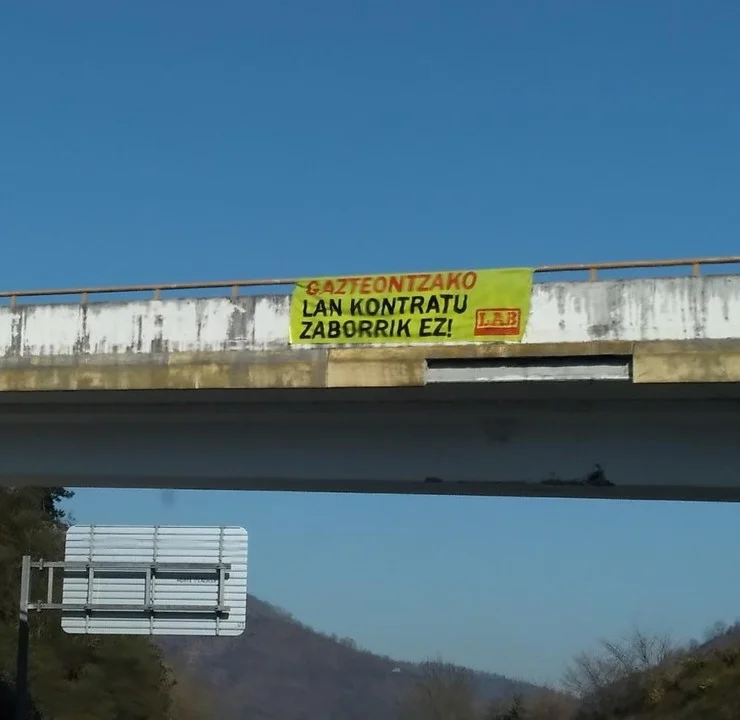 GAZTEONTZAKO
LAN KONTRATU
ZABORRIK EZ!
LAB